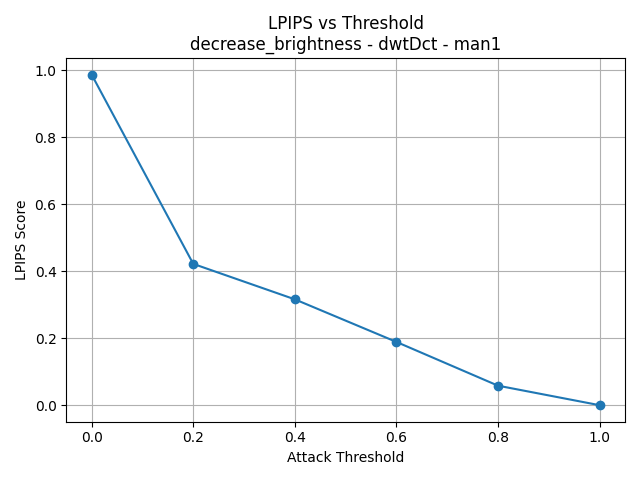 LPIPS vs Threshold
decrease_brightness - dwtDct - man1
1.0
0.8
0.6
0.4
0.2
0.0
LPIPS Score
0.0 0.2 0.4 0.6 0.8 1.0
Attack Threshold